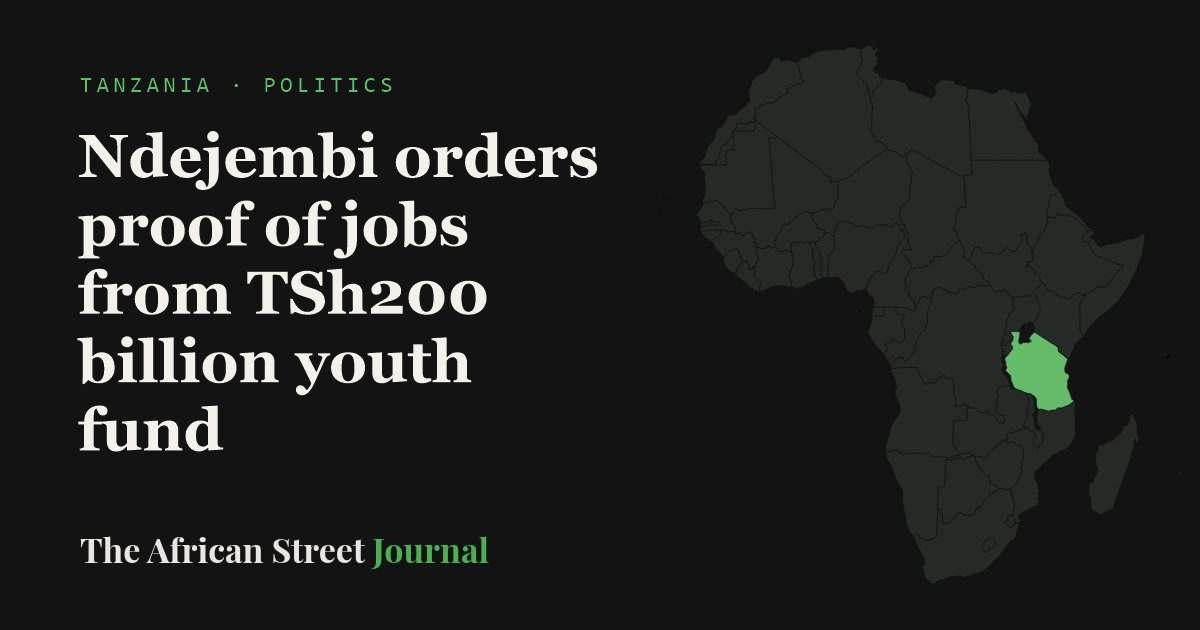 TANZANIA · POLITICS
Ndejembi orders
proof of jobs
from TSh200
billion youth
fund
The African Street Journal